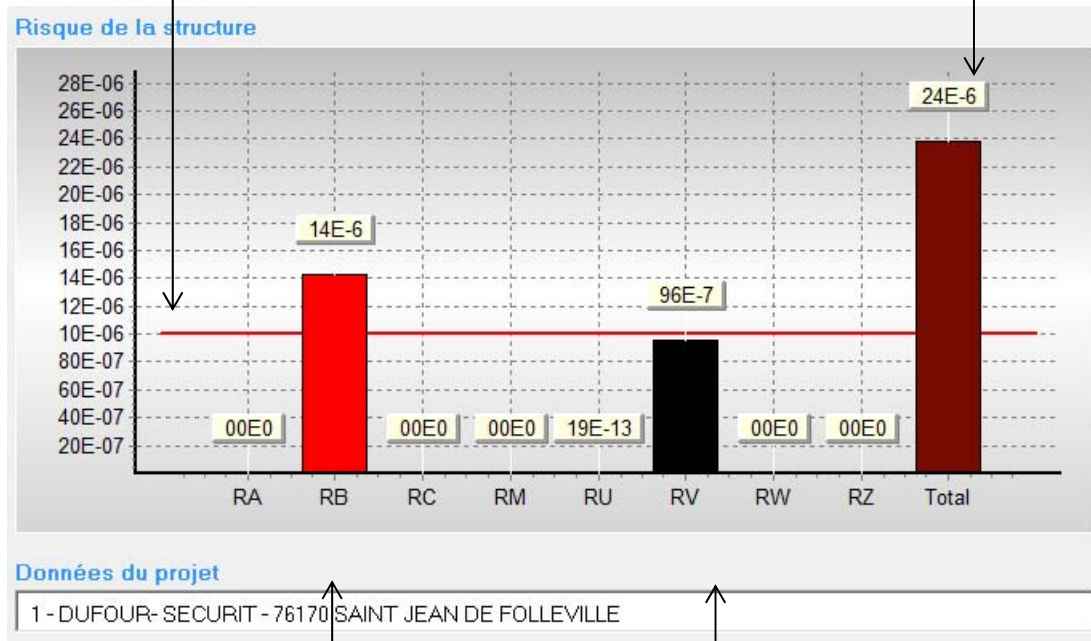 Risque de la structure
28E-06
26E-06
24E-06
22E-06
20E-06
18E-06
16E-06
14E-06
12E-06
10E-06
80E-07
60E-07
40E-07
20E-07
00E0
14E-6
00E0
00E0
19E-13
96E-7
00E0
00E0
24E-6
RA RB RC RM RU RV RW RZ Total
Données du projet
1 - DUFOUR- SECURIT - 76170 SAINT JEAN DE FOLLEVILLE